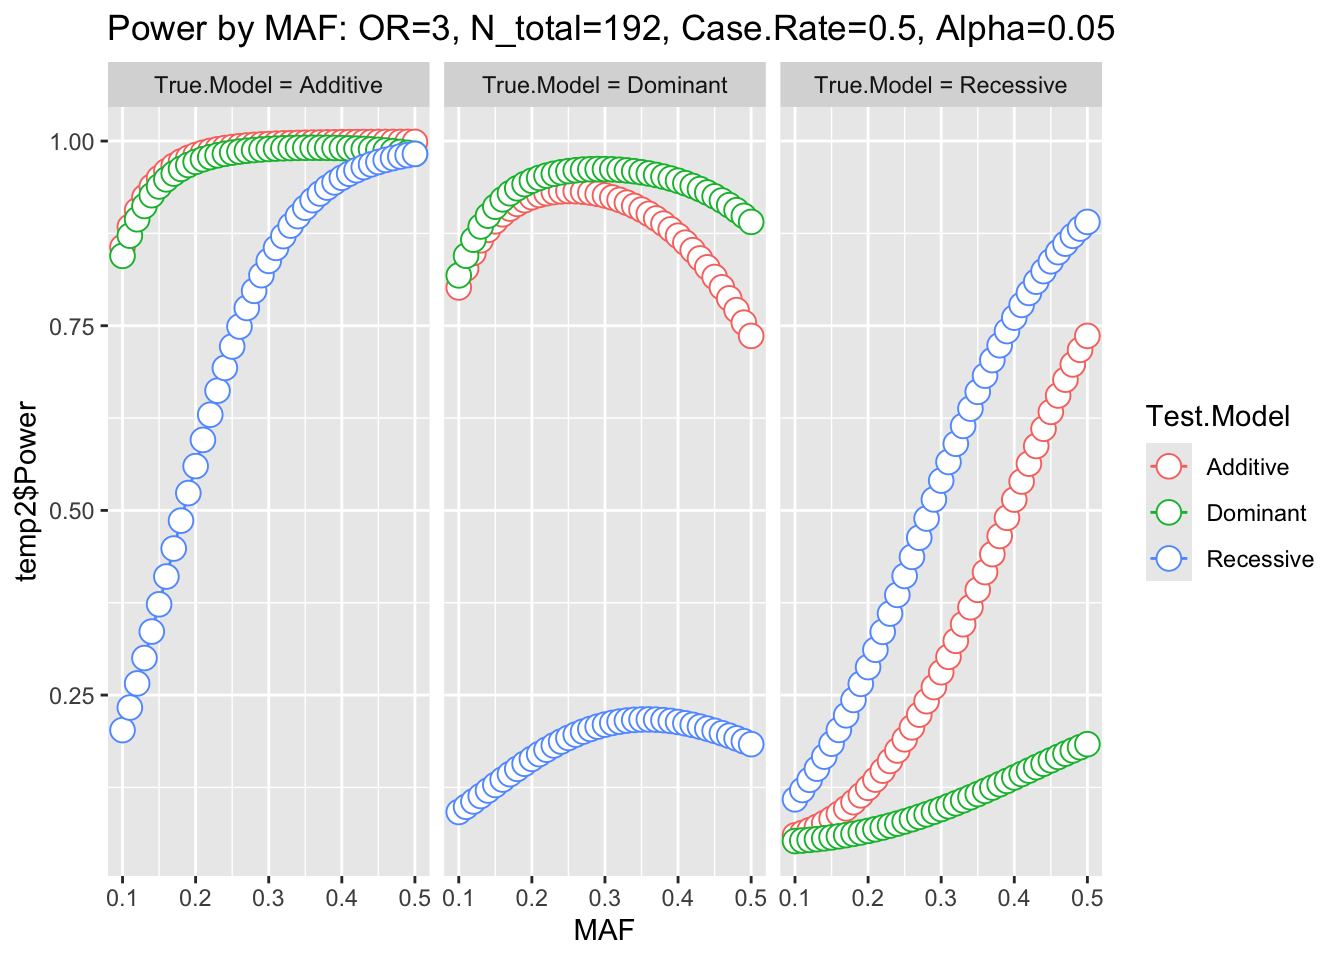 Power by MAF: OR=3, N_total=192, Case.Rate=0.5, Alpha=0.05
True.Model = Additive
True.Model = Dominant
True.Model = Recessive
temp2$Power
1.00
0.75
0.50
0.25
0.1 0.2 0.3 0.4 0.5
0.1 0.2 0.3 0.4 0.5
0.1 0.2 0.3 0.4 0.5
MAF
Test.Model
Additive
Dominant
Recessive